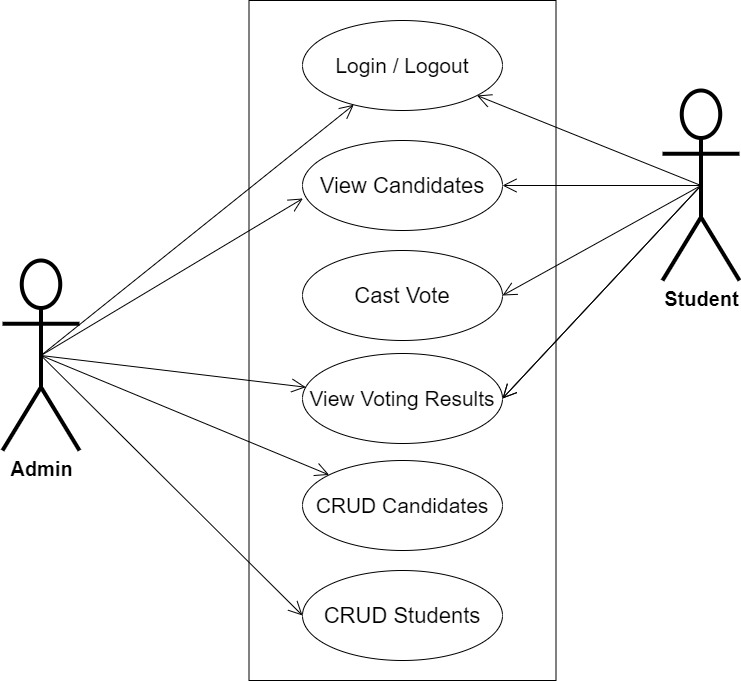 Login / Logout
View Candidates
Student
Cast Vote
View Voting Results
Admin
CRUD Candidates
CRUD Students